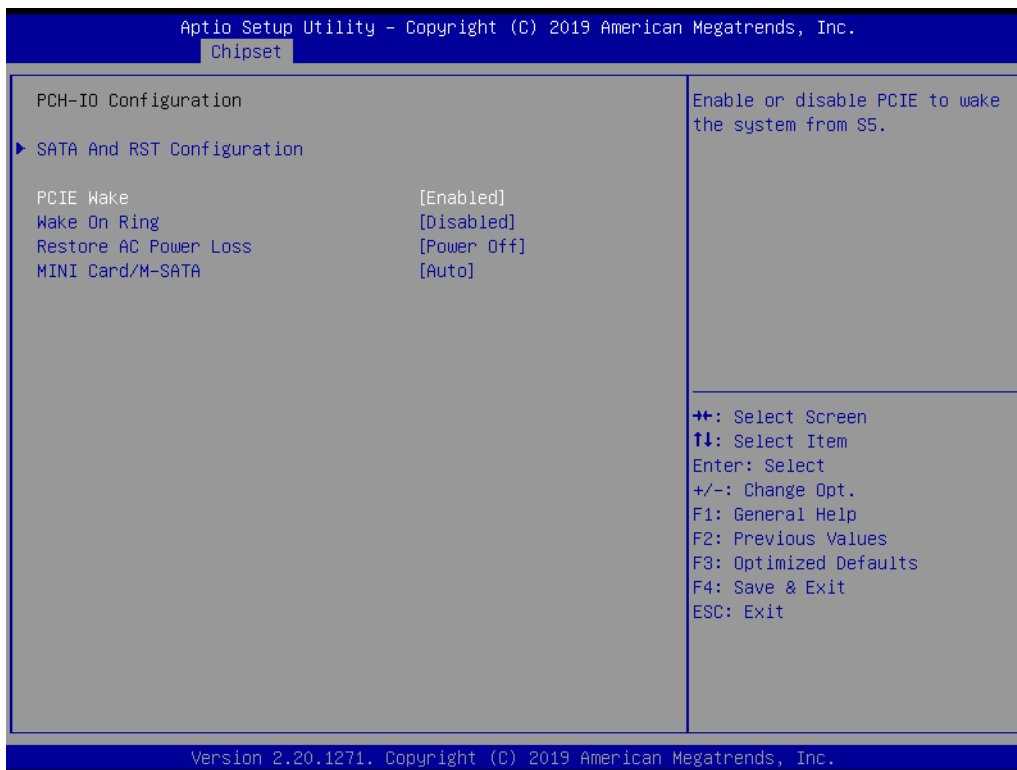 Aptio Setup Utility – Copyright (C) 2019 American Megatrends, Inc.
Chipset
PCH-IO Configuration
SATA And RST Configuration
PCIE Wake [Enabled]
Wake On Ring [Disabled]
Restore AC Power Loss [Power Off]
MINI Card/M-SATA [Auto]
Enable or disable PCIE to wake
the system from S5.
→←: Select Screen
↑↓: Select Item
Enter: Select
+/-: Change Opt.
F1: General Help
F2: Previous Values
F3: Optimized Defaults
F4: Save & Exit
ESC: Exit
Version 2.20.1271. Copyright (C) 2019 American Megatrends, Inc.